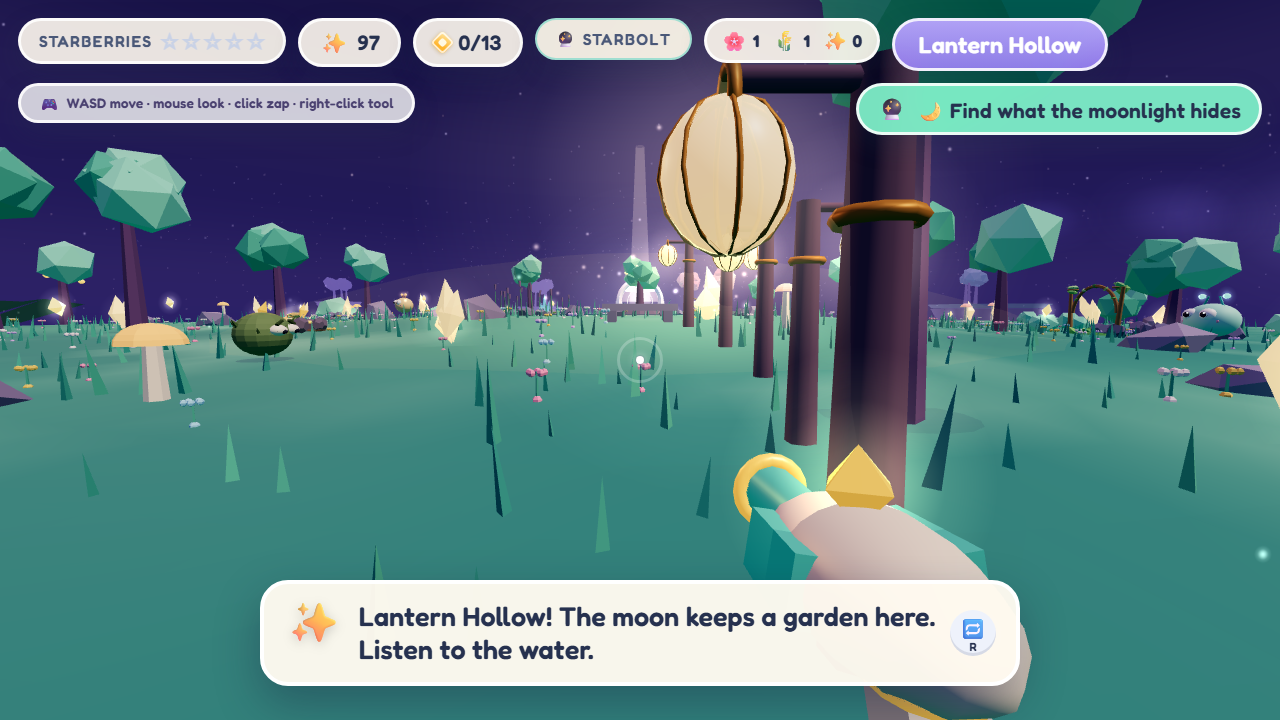 STARBERRIES ☆☆☆☆☆
97
0/13
STARBOLT
1 1 0
Lantern Hollow
WASD move · mouse look · click zap · right-click tool
Find what the moonlight hides
Lantern Hollow! The moon keeps a garden here.
Listen to the water.
R